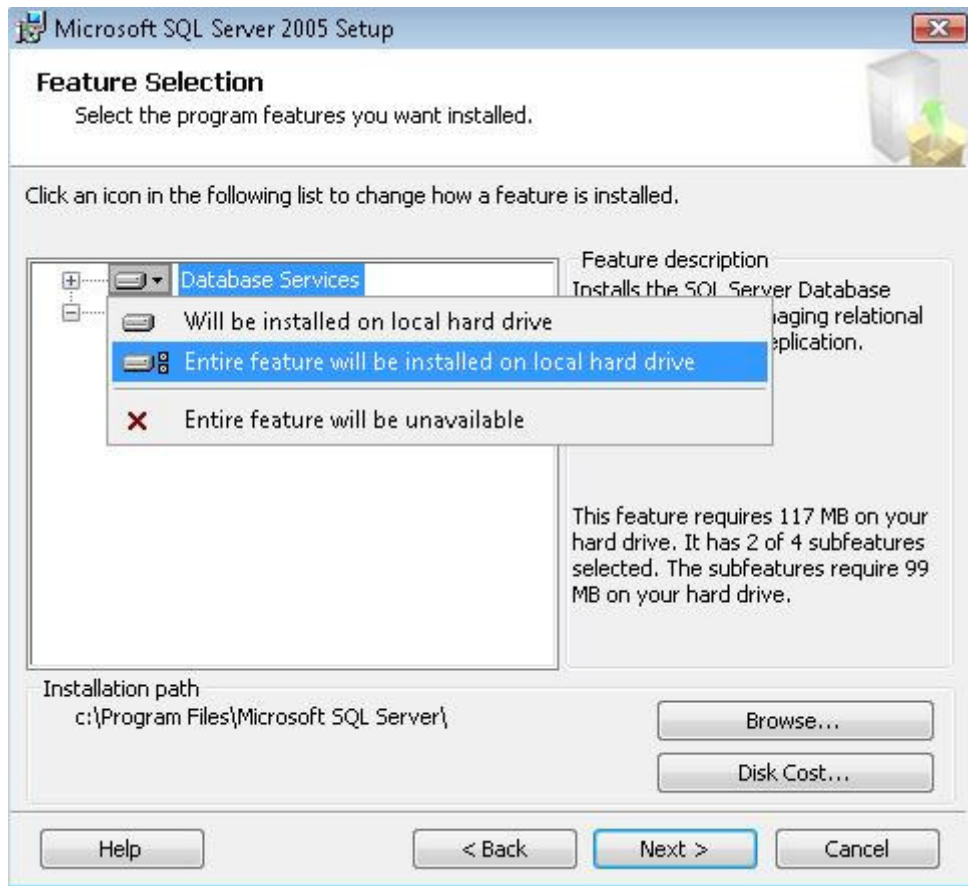 Microsoft SQL Server 2005 Setup
Feature Selection
Select the program features you want installed.
Click an icon in the following list to change how a feature is installed.
Database Services
Will be installed on local hard drive
Entire feature will be installed on local hard drive
Entire feature will be unavailable
Feature description
Installs the SQL Server Database
relational
This feature requires 117 MB on your
hard drive. It has 2 of 4 subfeatures
selected. The subfeatures require 99
MB on your hard drive.
Installation path
c:\Program Files\Microsoft SQL Server\
Browse...
Disk Cost...
Help
< Back
Next >
Cancel